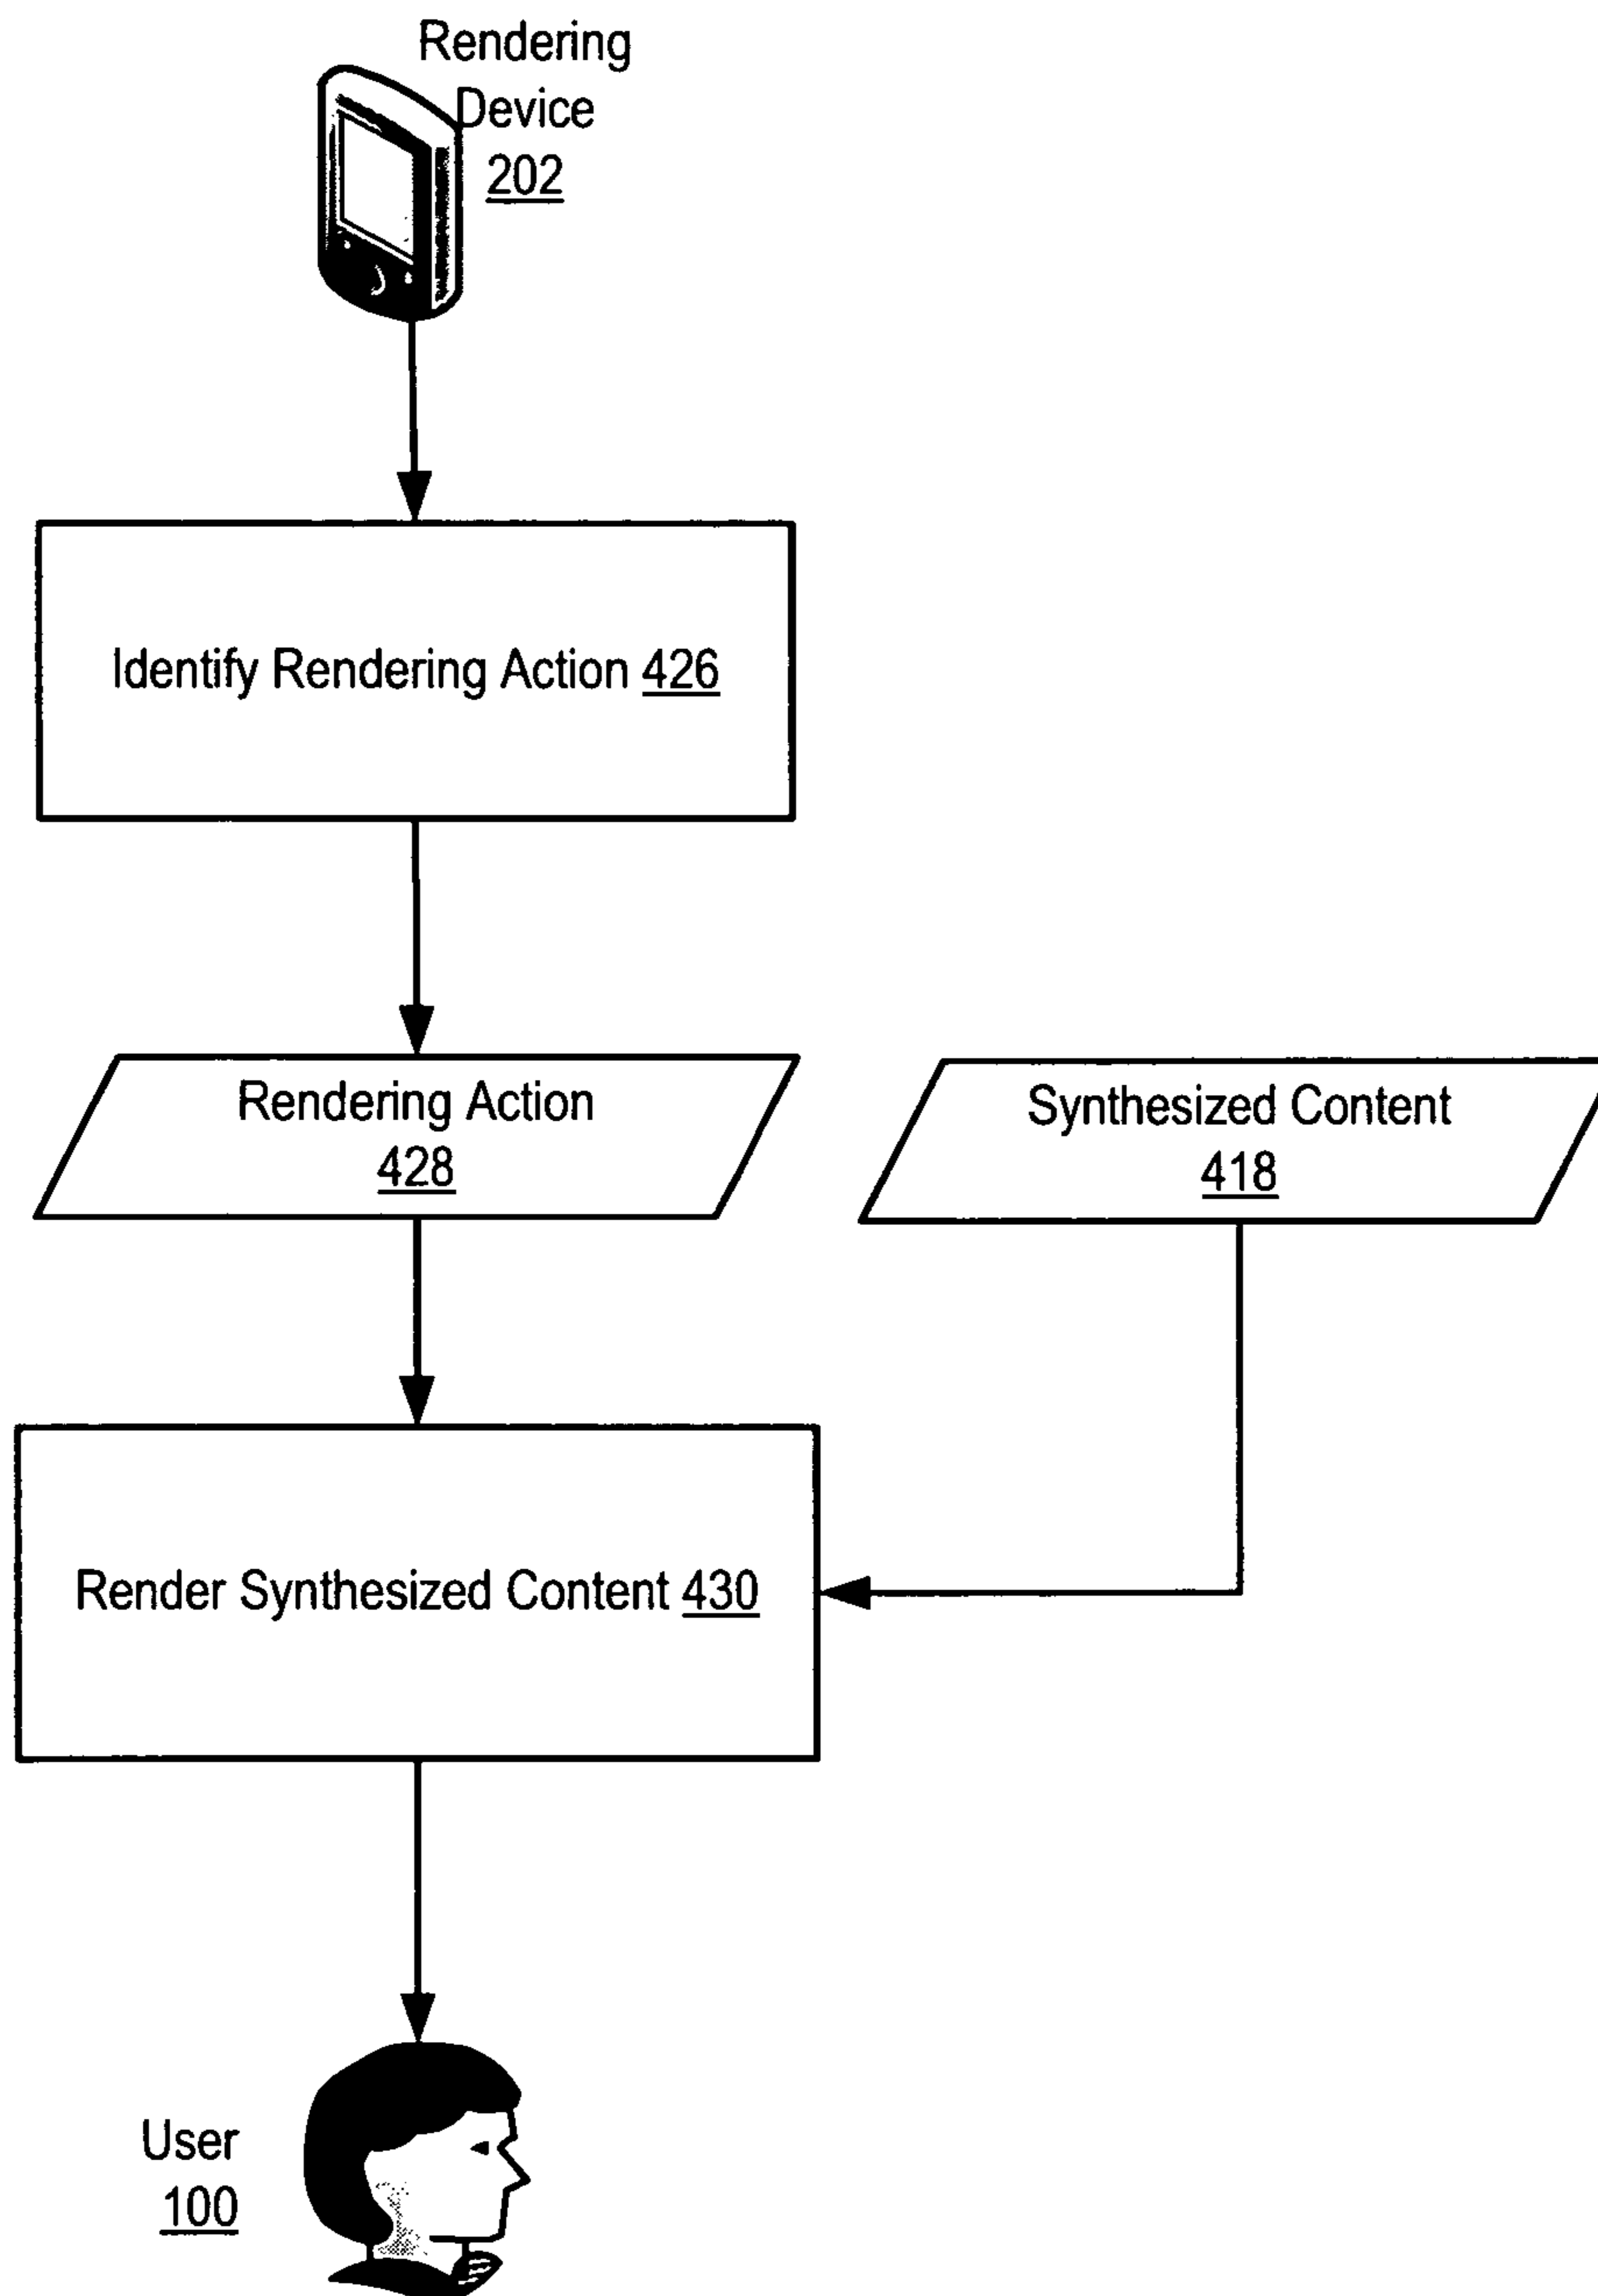 Rendering
Device
202
Identify Rendering Action 426
Rendering Action
428
Synthesized Content
418
Render Synthesized Content 430
User
100